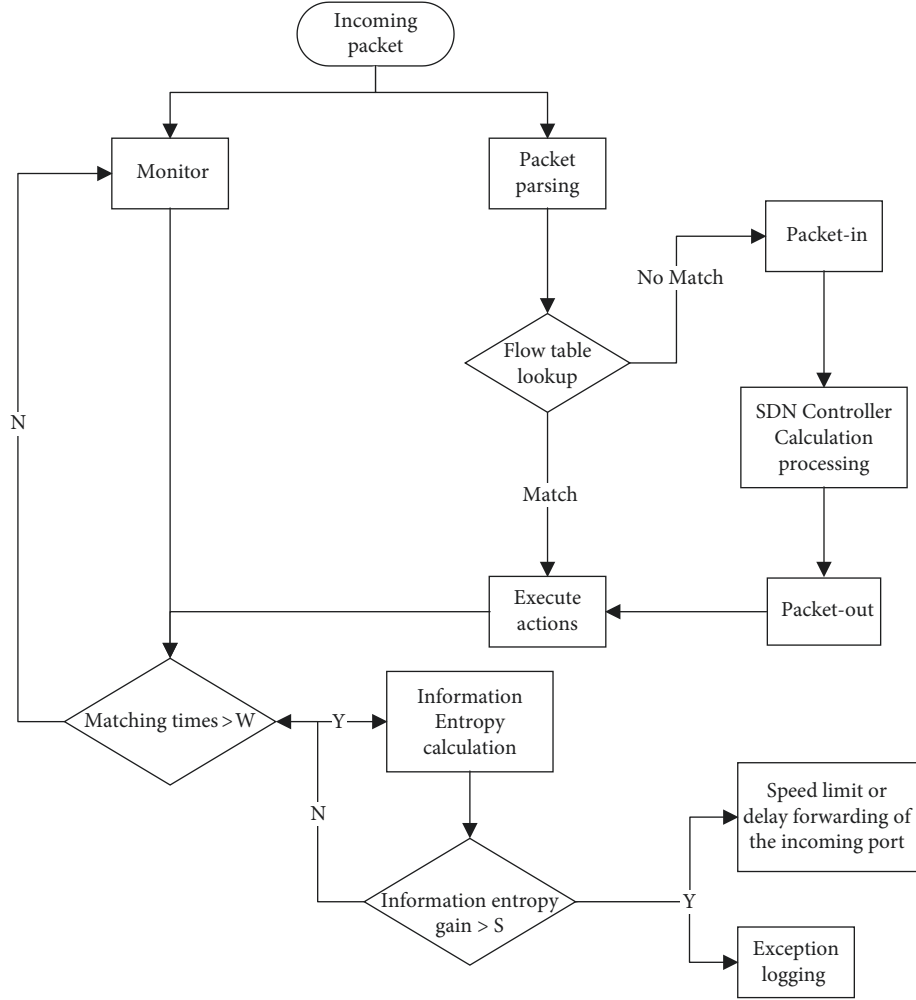 Incoming
packet
Monitor
Packet
parsing
Packet-in
No Match
Flow table
lookup
SDN Controller
Calculation
processing
N
Match
Execute
actions
Packet-out
Matching times > W
Y
Information
Entropy
calculation
N
Speed limit or
delay forwarding of
the incoming port
Information entropy
gain > S
Y
Exception
logging